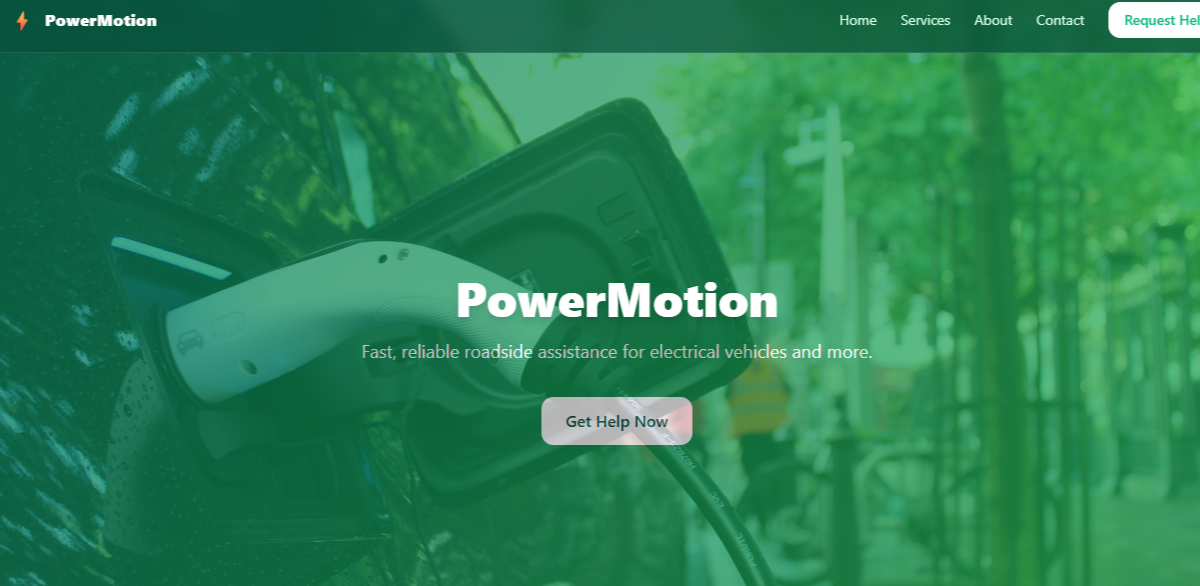 PowerMotion
Home Services About Contact Request Hel
PowerMotion
Fast, reliable roadside assistance for electrical vehicles and more.
Get Help Now